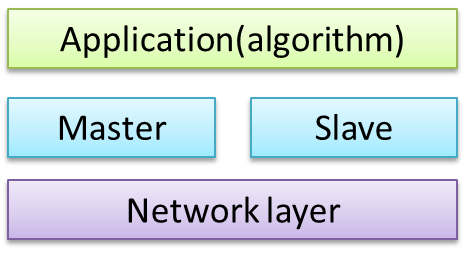 Application(algorithm)
Master
Slave
Network layer